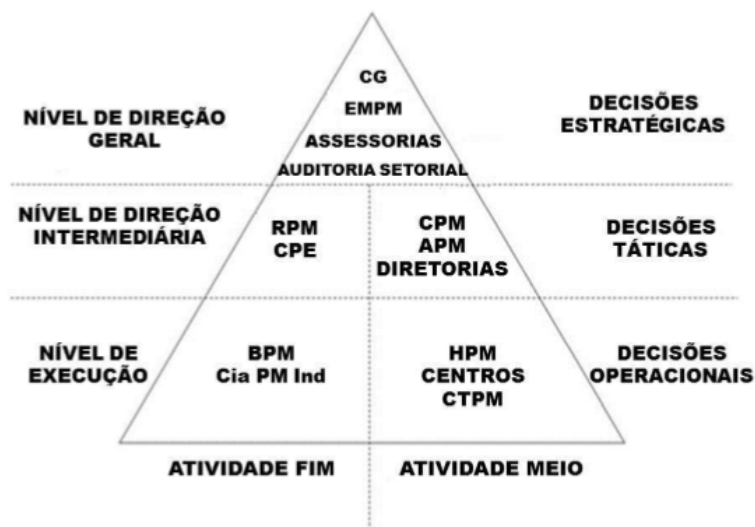 NÍVEL DE DIREÇÃO
GERAL
CG
EMPM
ASSESSORIAS
AUDITORIA SETORIAL
DECISÕES
ESTRATÉGICAS
NÍVEL DE DIREÇÃO
INTERMEDIÁRIA
RPM
CPE
CPM
APM
DIRETORIAS
DECISÕES
TÁTICAS
NÍVEL DE
EXECUÇÃO
BPM
Cia PM Ind
HPM
CENTROS
CTPM
DECISÕES
OPERACIONAIS
ATIVIDADE FIM
ATIVIDADE MEIO